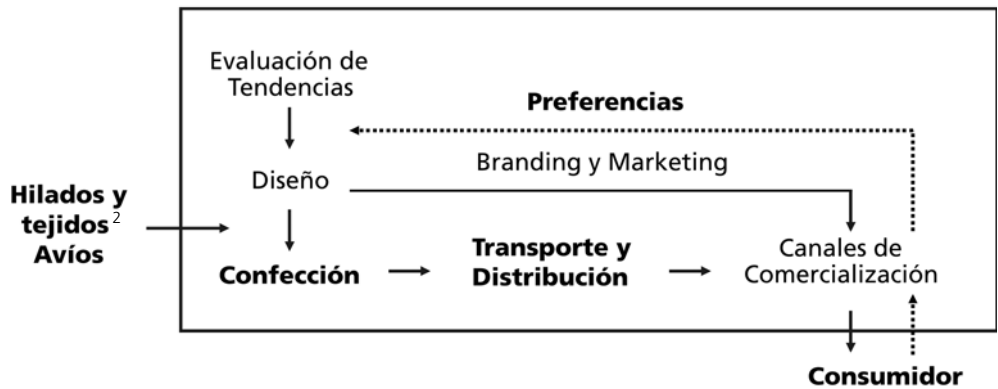 Evaluación de
Tendencias
Preferencias
Branding y Marketing
Diseño
Hilados y
tejidos2
Avíos
Confección
Transporte y
Distribución
Canales de
Comercialización
Consumidor